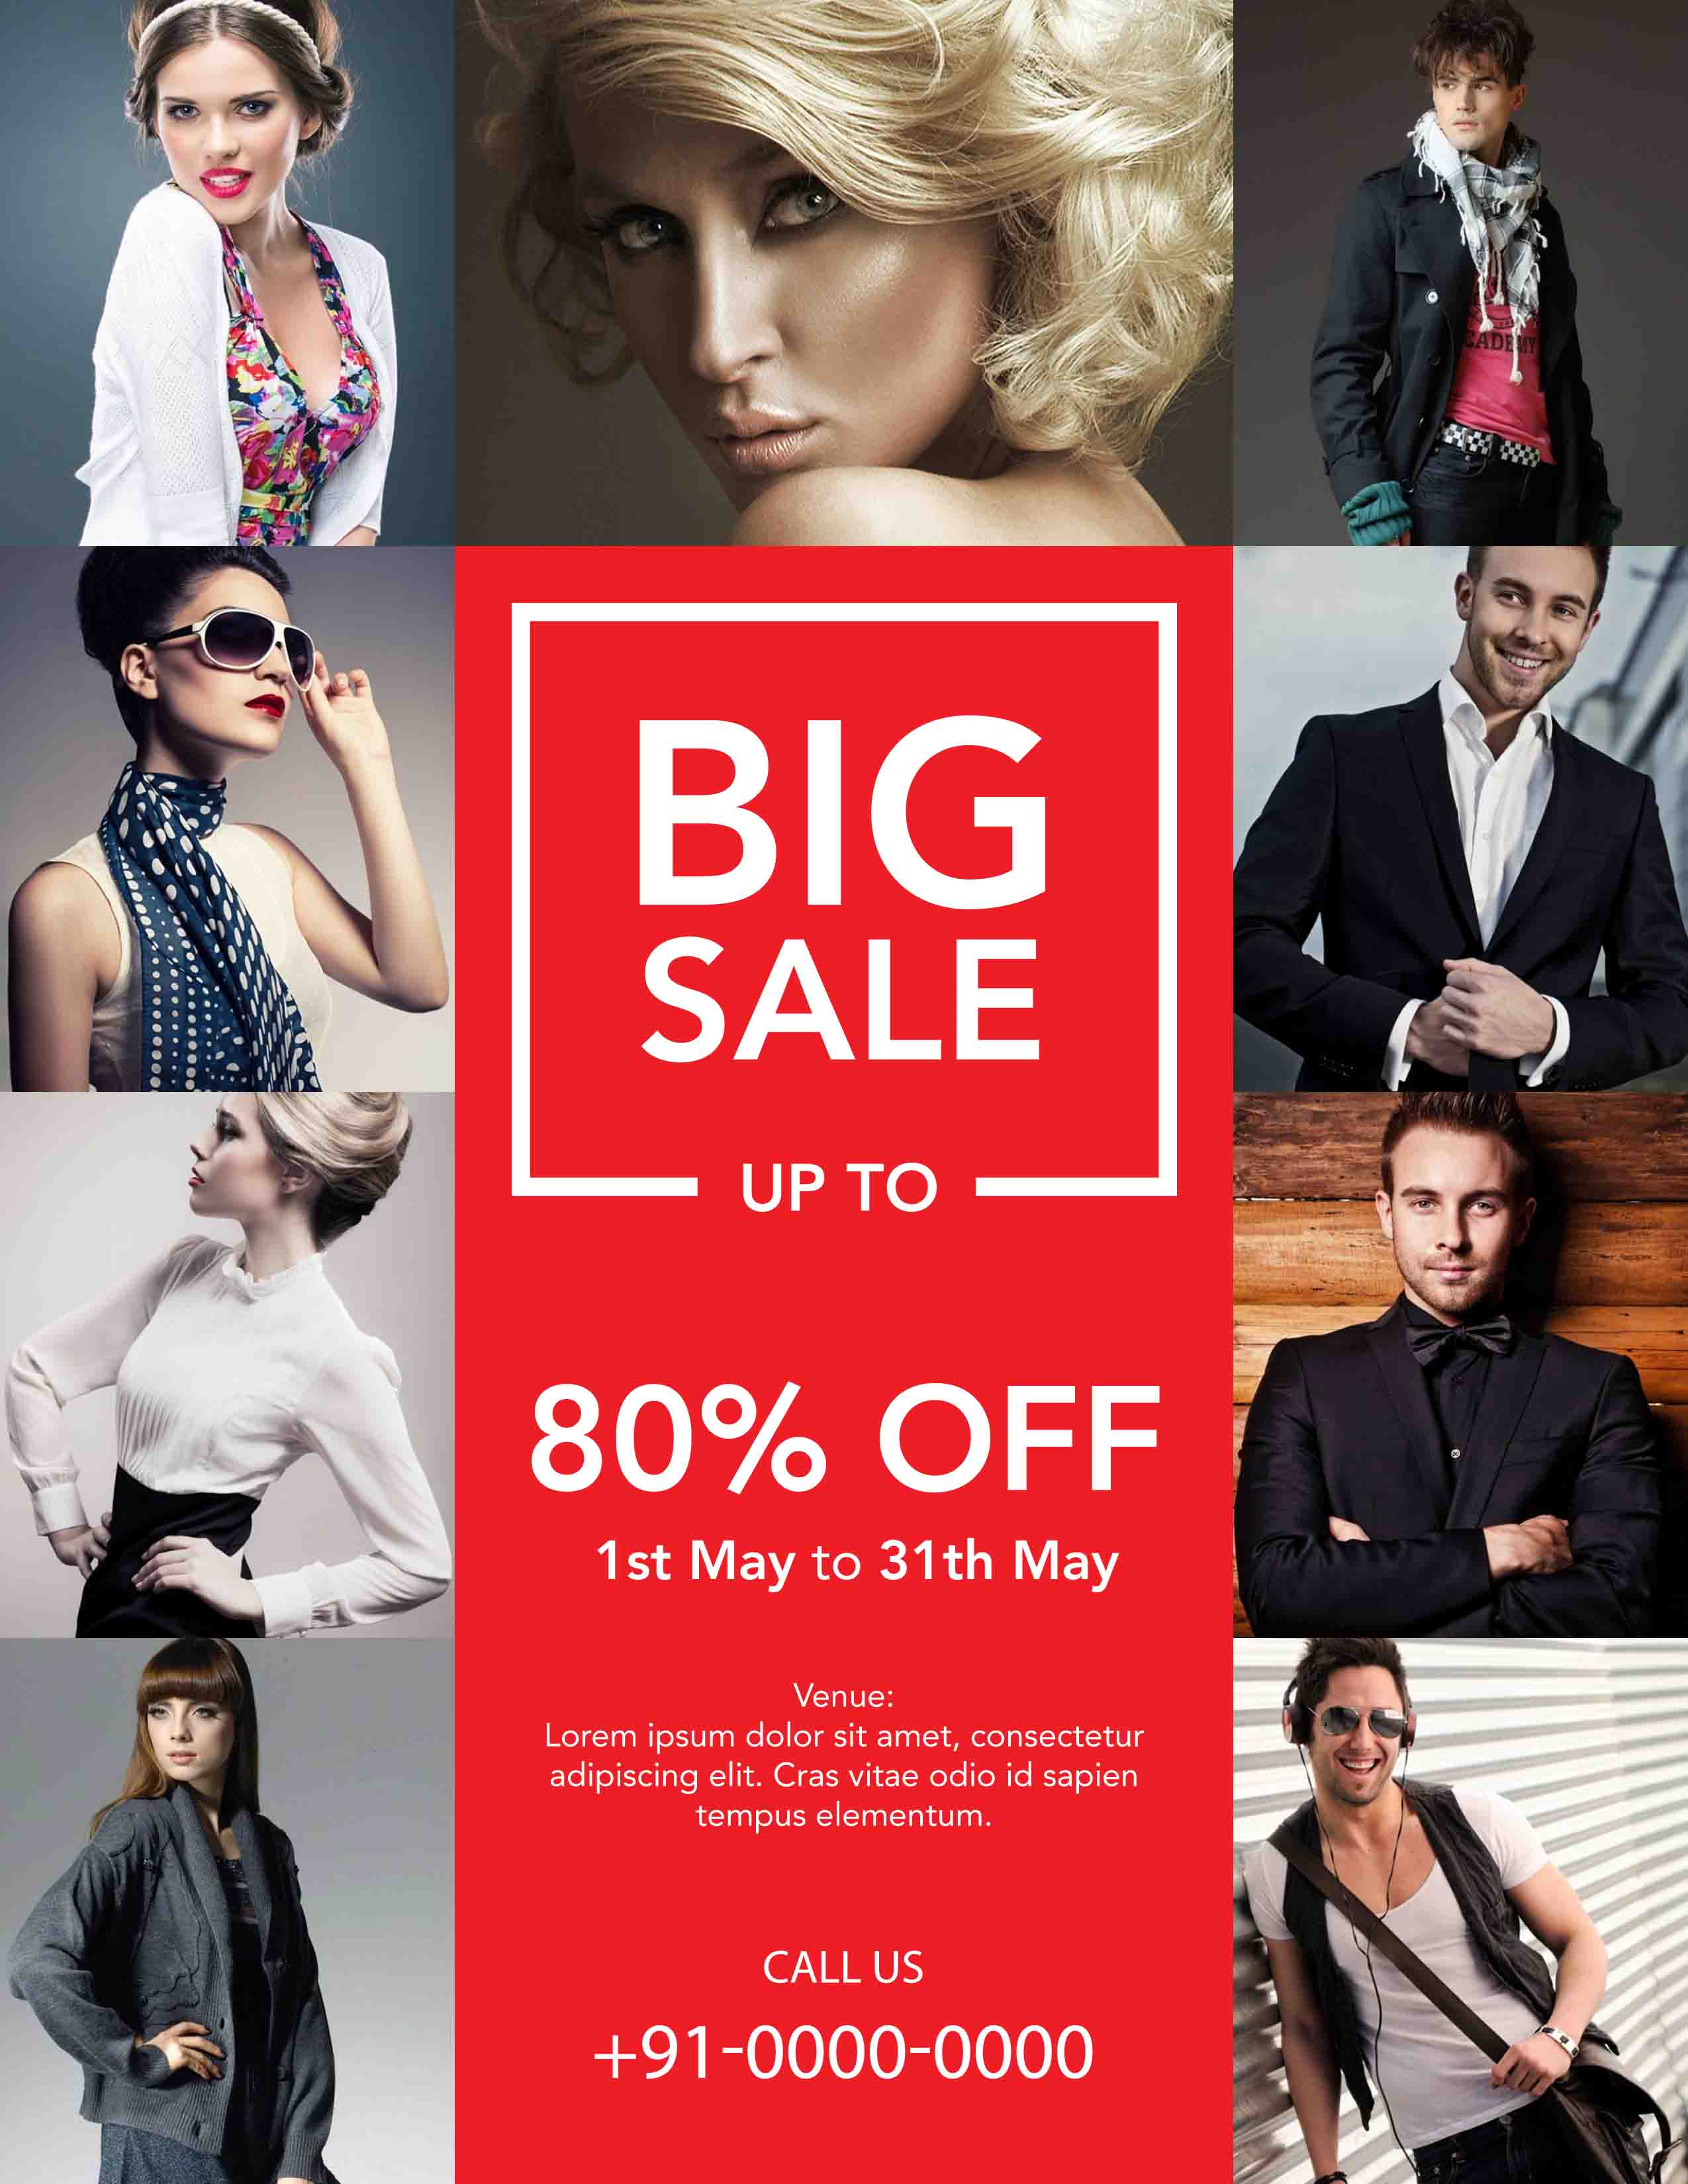 CADEMY
BIG
SALE
UP TO
80% OFF
1st May to 31th May
Venue:
Lorem ipsum dolor sit amet, consectetur
adipiscing elit. Cras vitae odio id sapien
tempus elementum.
CALL US
+91-0000-0000